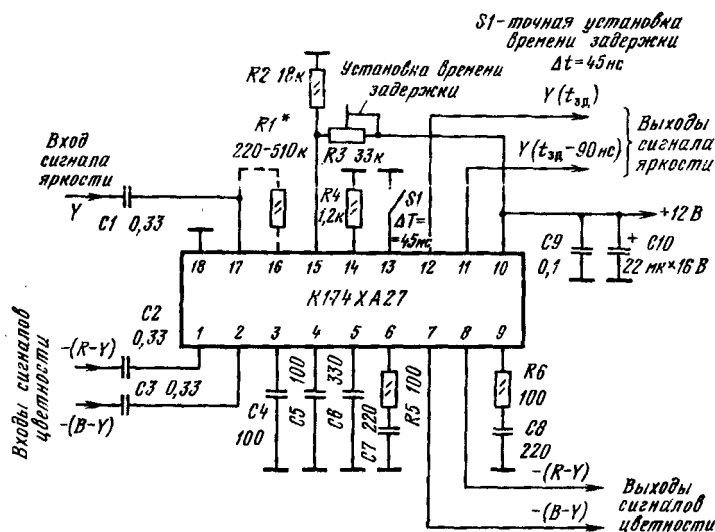 S1-точная установка
времени задержки
Δt=45нс
R2 18к
Установка времени
задержки
Y(tзд)
R1*
220-510к
Вход
сигнала
яркости
Y
C1 0,33
R3 33к
Y(tзд-90нс)
Выходы
сигнала
яркости
R4
1,2к
S1
ΔT=
=45нс
+12В
C9
0,1
+ C10
22 мк×16 В
18 17 16 15 14 13 12 11 10
К174ХА27
1 2 3 4 5 6 7 8 9
Входы сигналов
цветности
C2
0,33
-(R-Y)
C3 0,33
-(B-Y)
C4
100
C5 100
C6 330
C7 220
R5 100
R6
100
C8
220
-(R-Y)
-(B-Y)
Выходы
сигналов
цветности